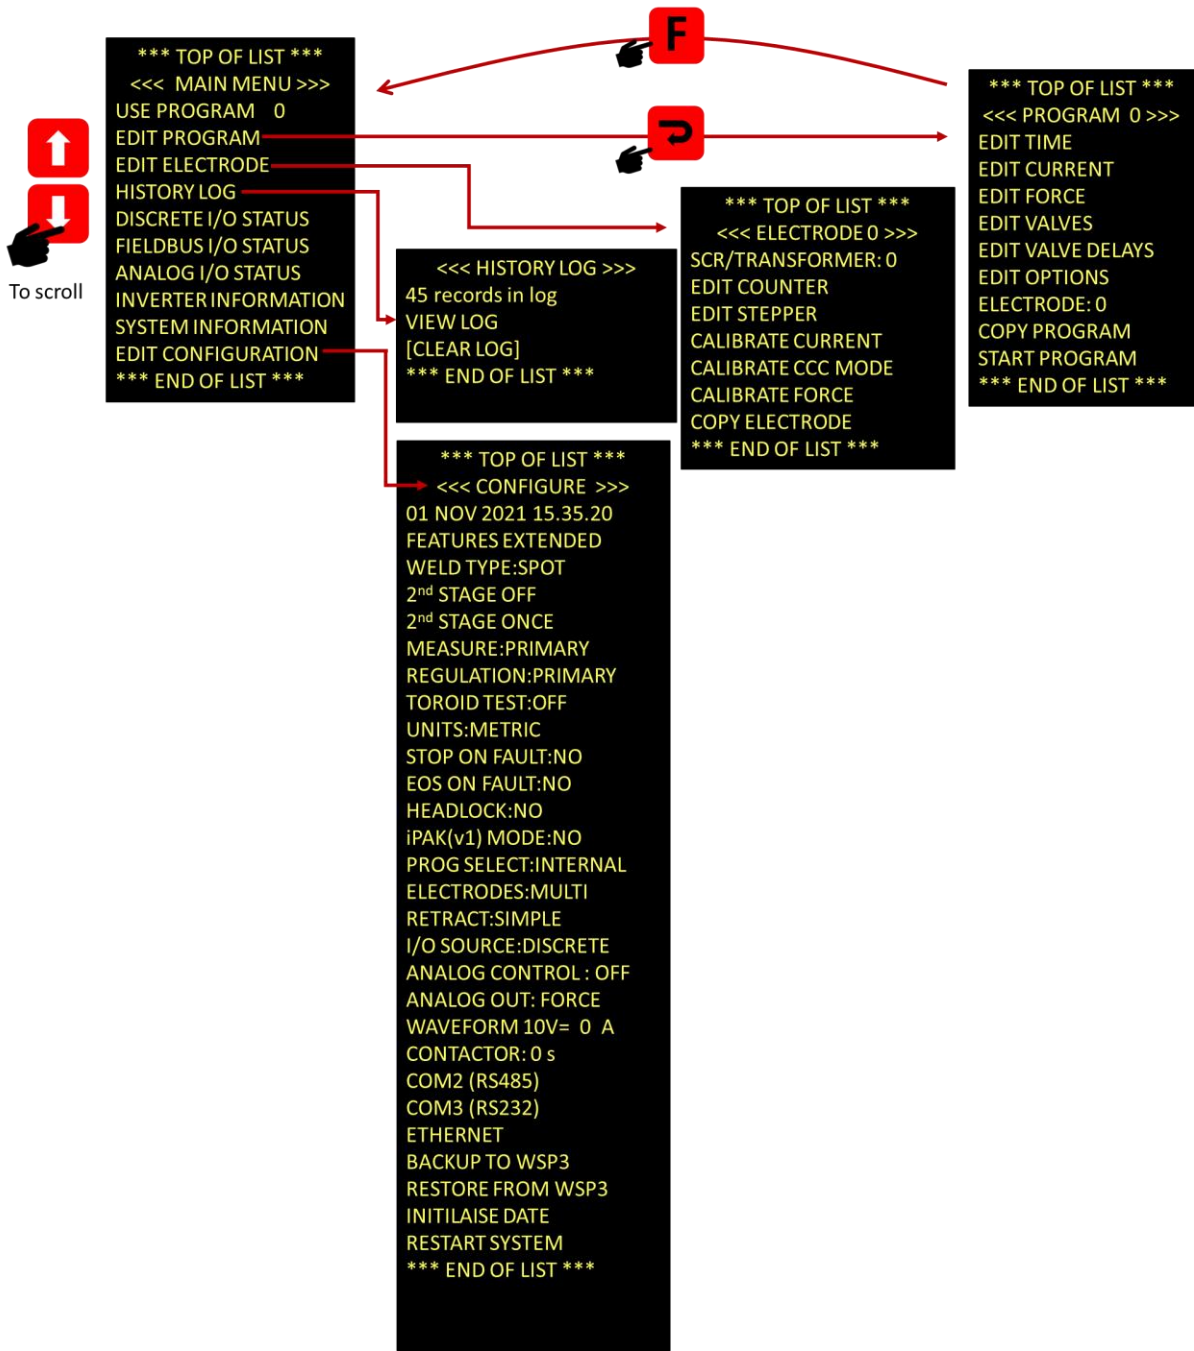 F
*** TOP OF LIST ***
<<< MAIN MENU >>>
USE PROGRAM 0
EDIT PROGRAM
EDIT ELECTRODE
HISTORY LOG
DISCRETE I/O STATUS
FIELDBUS I/O STATUS
ANALOG I/O STATUS
INVERTER INFORMATION
SYSTEM INFORMATION
EDIT CONFIGURATION
*** END OF LIST ***
To scroll
*** TOP OF LIST ***
<<< PROGRAM 0 >>>
EDIT TIME
EDIT CURRENT
EDIT FORCE
EDIT VALVES
EDIT VALVE DELAYS
EDIT OPTIONS
ELECTRODE: 0
COPY PROGRAM
START PROGRAM
*** END OF LIST ***
*** TOP OF LIST ***
<<< ELECTRODE 0 >>>
SCR/TRANSFORMER: 0
EDIT COUNTER
EDIT STEPPER
CALIBRATE CURRENT
CALIBRATE CCC MODE
CALIBRATE FORCE
COPY ELECTRODE
*** END OF LIST ***
<<< HISTORY LOG >>>
45 records in log
VIEW LOG
[CLEAR LOG]
*** END OF LIST ***
*** TOP OF LIST ***
<<< CONFIGURE >>>
01 NOV 2021 15.35.20
FEATURES EXTENDED
WELD TYPE:SPOT
2nd STAGE OFF
2nd STAGE ONCE
MEASURE:PRIMARY
REGULATION:PRIMARY
TOROID TEST:OFF
UNITS:METRIC
STOP ON FAULT:NO
EOS ON FAULT:NO
HEADLOCK:NO
iPAK(v1) MODE:NO
PROG SELECT:INTERNAL
ELECTRODES:MULTI
RETRACT:SIMPLE
I/O SOURCE:DISCRETE
ANALOG CONTROL : OFF
ANALOG OUT: FORCE
WAVEFORM 10V= 0 A
CONTACTOR: 0 s
COM2 (RS485)
COM3 (RS232)
ETHERNET
BACKUP TO WSP3
RESTORE FROM WSP3
INITILAISE DATE
RESTART SYSTEM
*** END OF LIST ***